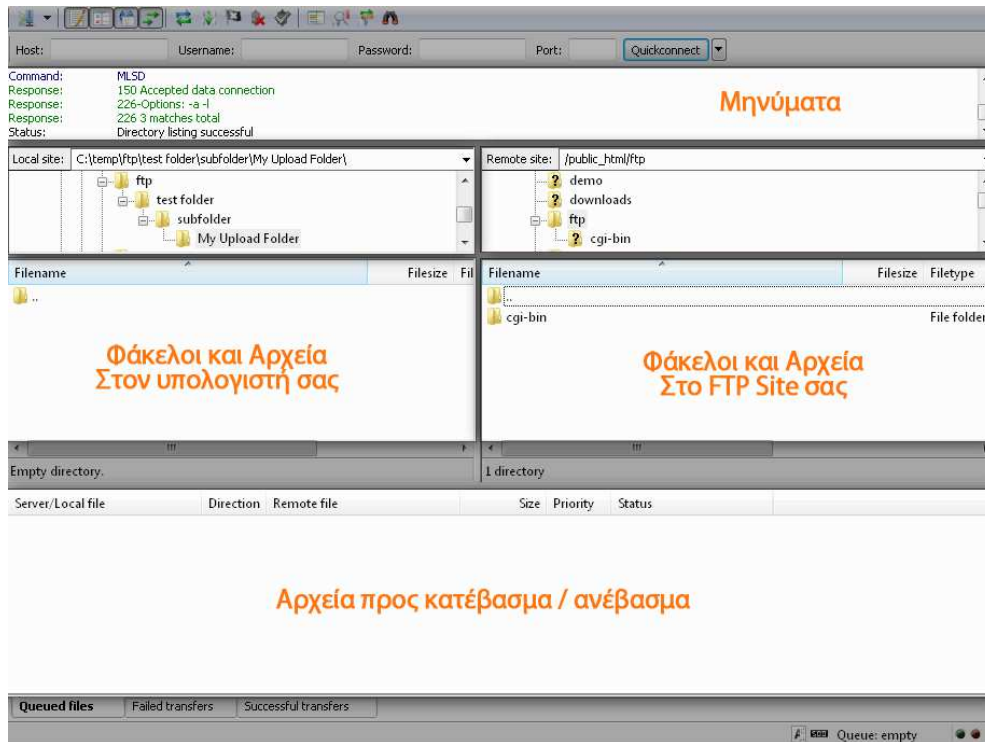 Host: Username: Password: Port: Quickconnect
Command: MLSD
Response: 150 Accepted data connection
Response: 226-Options: -a -l
Response: 226 3 matches total
Status: Directory listing successful
Μηνύματα
Local site: C:\temp\ftp\test folder\subfolder\My Upload Folder\
ftp
test folder
subfolder
My Upload Folder
Remote site: /public_html/ftp
demo
downloads
ftp
cgi-bin
Filename Filesize Fil
..
Φάκελοι και Αρχεία
Στον υπολογιστή σας
Empty directory.
Filename Filesize Filetype
..
cgi-bin File folder
Φάκελοι και Αρχεία
Στο FTP Site σας
1 directory
Server/Local file Direction Remote file Size Priority Status
Αρχεία προς κατέβασμα / ανέβασμα
Queued files Failed transfers Successful transfers
Queue: empty